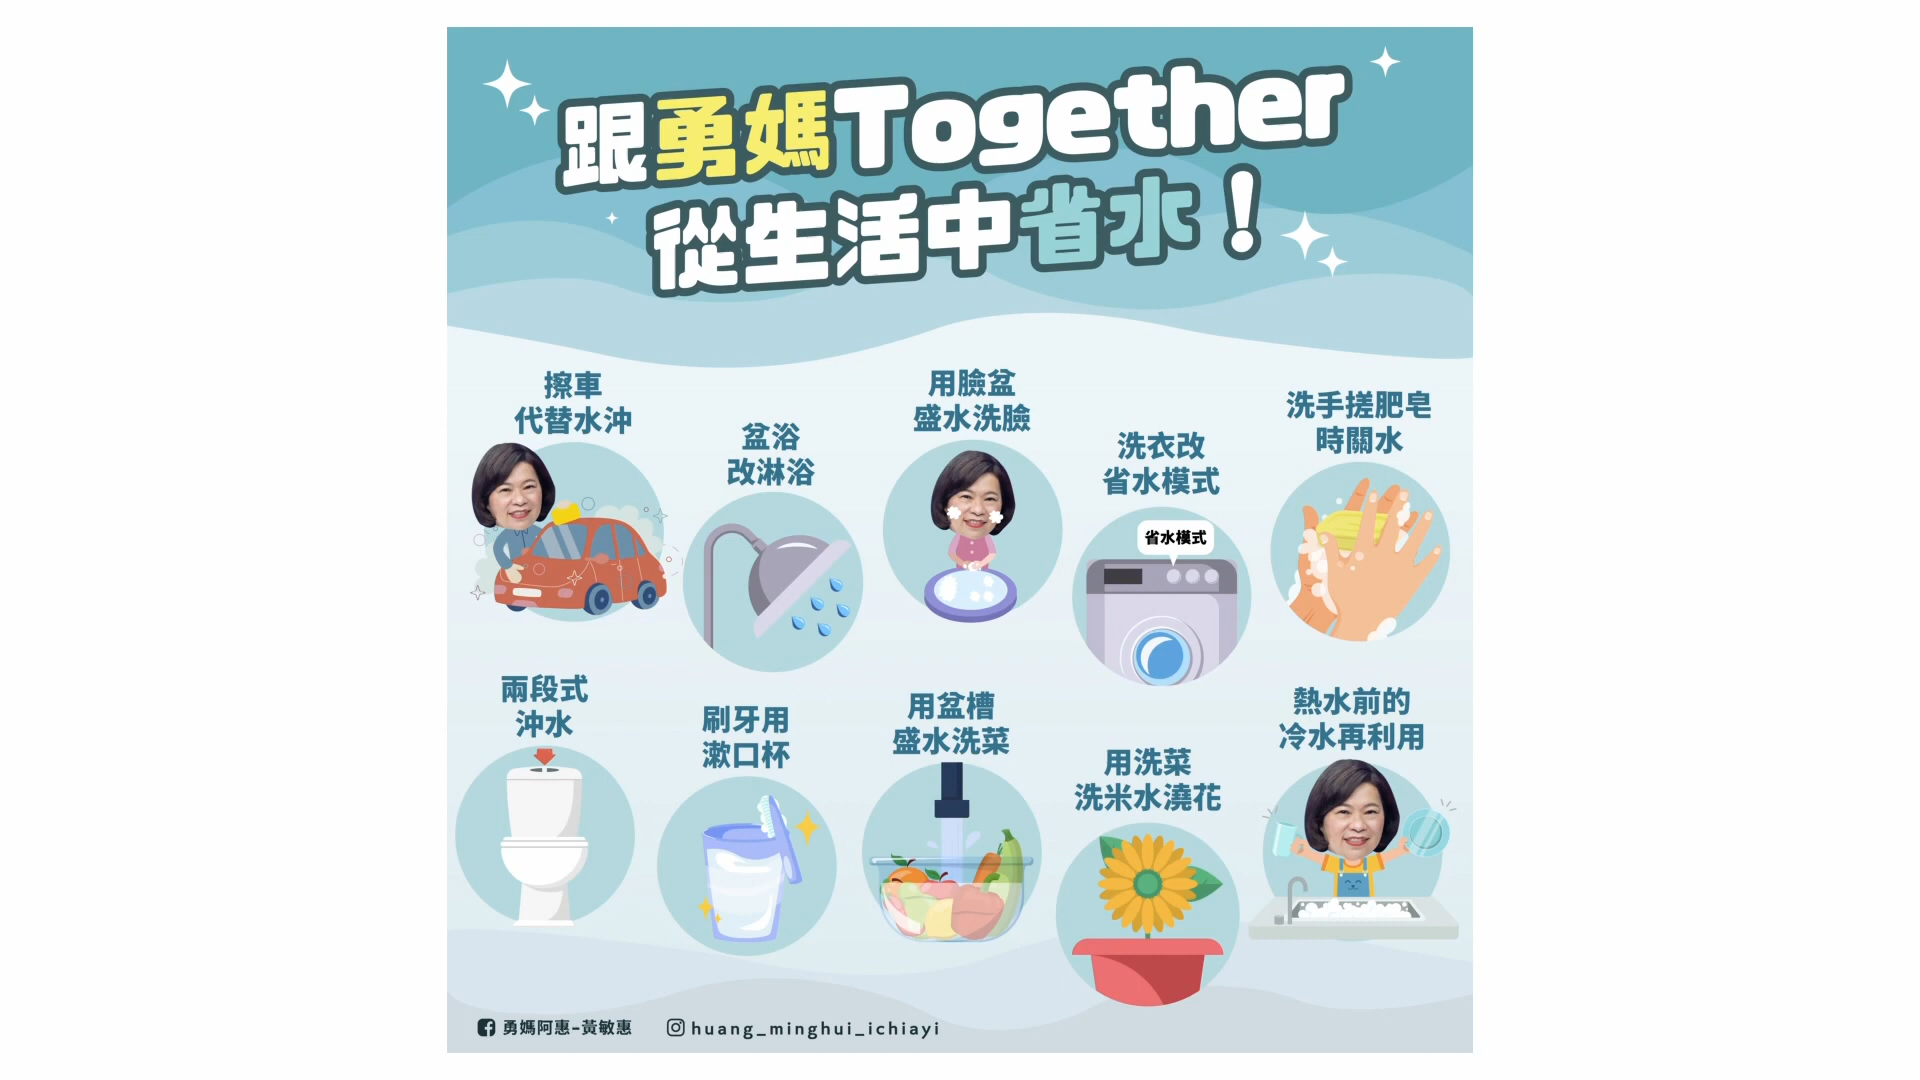 跟勇媽Together
從生活中省水!
擦車
代替水沖
盆浴
改淋浴
用臉盆
盛水洗臉
洗衣改
省水模式
省水模式
洗手搓肥皂
時關水
兩段式
沖水
刷牙用
漱口杯
用盆槽
盛水洗菜
用洗菜
洗米水澆花
熱水前的
冷水再利用
勇媽阿惠-黃敏惠
huang_minghui_ichiayi